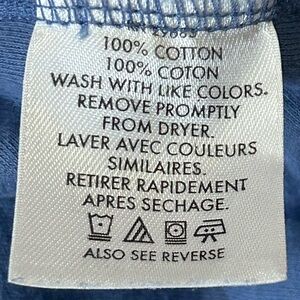 100% COTTON
100% COTON
WASH WITH LIKE COLORS.
REMOVE PROMPTLY
FROM DRYER.
LAVER AVEC COULEURS
SIMILAIRES.
RETIRER RAPIDEMENT
APRES SECHAGE.
ALSO SEE REVERSE